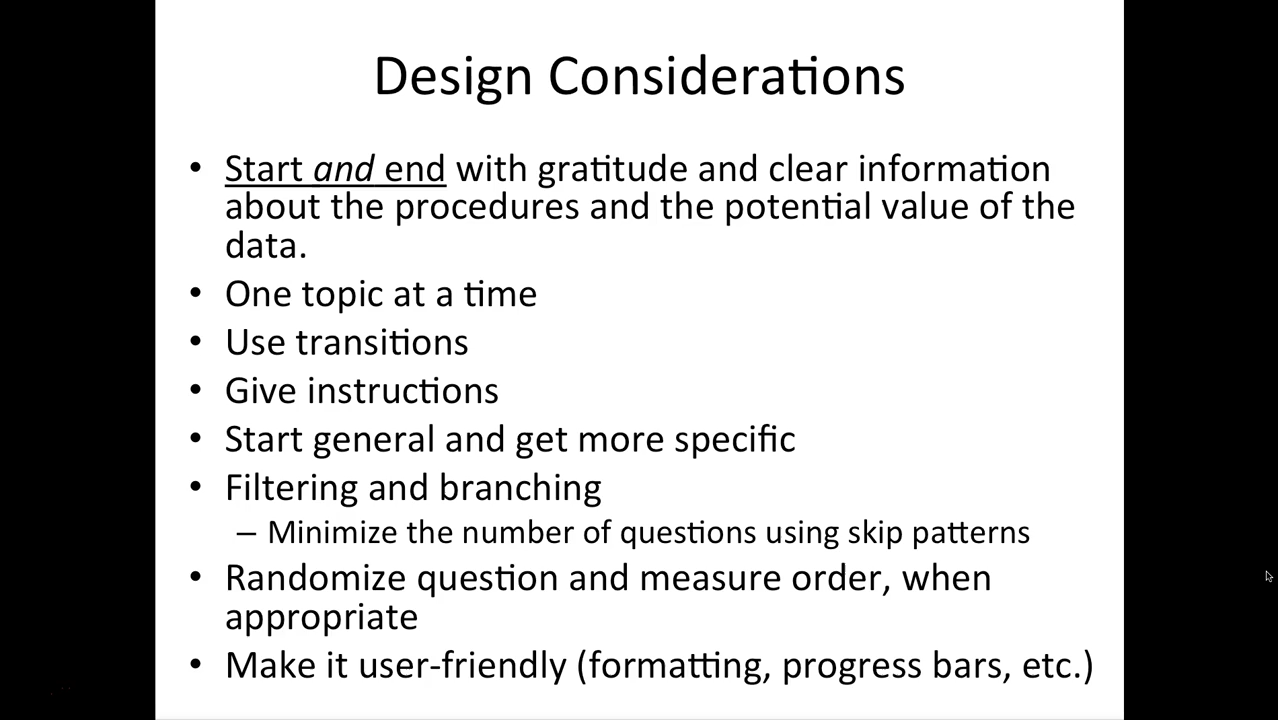 Design Considerations
• Start and end with gratitude and clear information
about the procedures and the potential value of the
data.
• One topic at a time
• Use transitions
• Give instructions
• Start general and get more specific
• Filtering and branching
– Minimize the number of questions using skip patterns
• Randomize question and measure order, when
appropriate
• Make it user-friendly (formatting, progress bars, etc.)